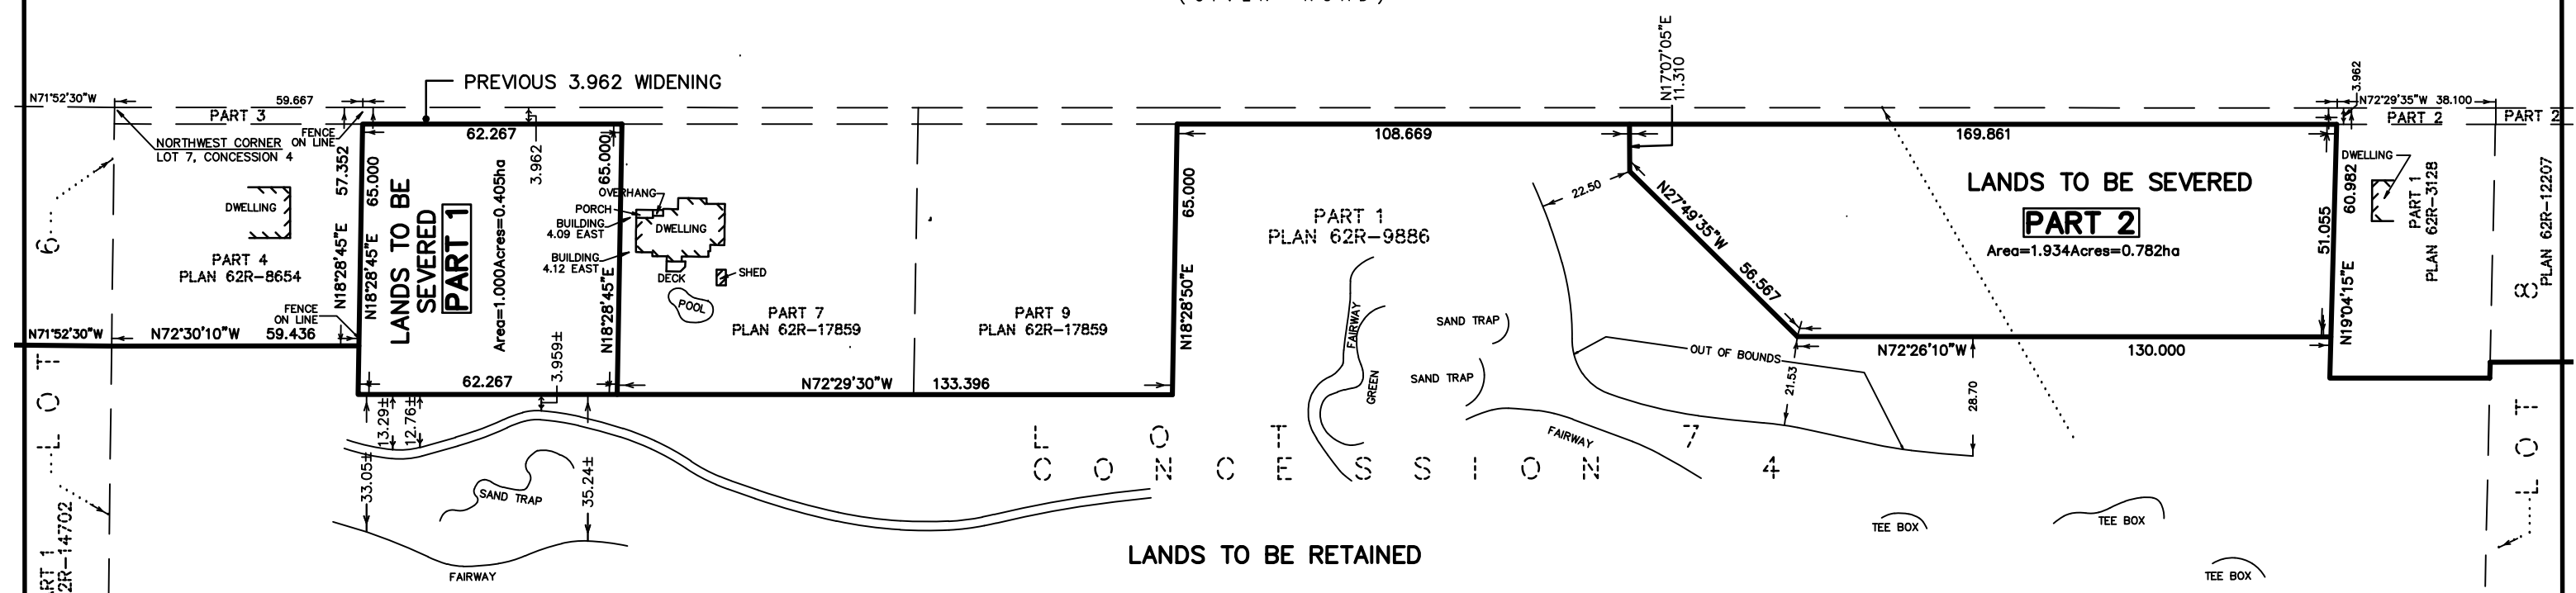 N17°07'05"E
11.310
PREVIOUS 3.962 WIDENING
N71°52'30"W
59.667
PART 3
NORTHWEST CORNER
LOT 7, CONCESSION 4
FENCE
ON LINE
62.267
3.962
108.669
169.861
3.962
N72°29'35"W 38.100
PART 2
PART 2
6
DWELLING
PART 4
PLAN 62R-8654
57.352
N18°28'45"E
65.000
N18°28'45"E
LANDS TO BE
SEVERED
PART 1
Area=1.000Acres=0.405ha
65.000
N18°28'45"E
OVERHANG
PORCH
BUILDING
4.09 EAST
DWELLING
BUILDING
4.12 EAST
DECK
SHED
POOL
PART 7
PLAN 62R-17859
PART 9
PLAN 62R-17859
65.000
N18°28'50"E
PART 1
PLAN 62R-9886
22.50
N27°49'35"W
56.567
LANDS TO BE SEVERED
PART 2
Area=1.934Acres=0.782ha
51.055
60.982
N19°04'15"E
DWELLING
PART 1
PLAN 62R-3128
8
PLAN 62R-12207
FENCE
ON LINE
N71°52'30"W
N72°30'10"W 59.436
62.267
3.959±
N72°29'30"W 133.396
FAIRWAY
GREEN
SAND TRAP
SAND TRAP
OUT OF BOUNDS
21.53
N72°26'10"W 130.000
28.70
LOT
13.29±
12.76±
33.05±
35.24±
SAND TRAP
FAIRWAY
FAIRWAY
LOT 7
CONCESSION 4
LOT
TEE BOX
TEE BOX
TEE BOX
LANDS TO BE RETAINED
2R-14702